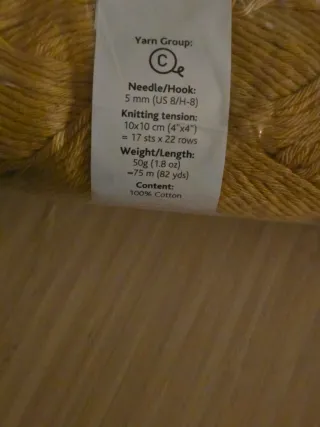 Yarn Group:
C
Needle/Hook:
5 mm (US 8/H-8)
Knitting tension:
10x10 cm (4"x4")
= 17 sts x 22 rows
Weight/Length:
50g (1.8 oz)
=75 m (82 yds)
Content:
100% Cotton